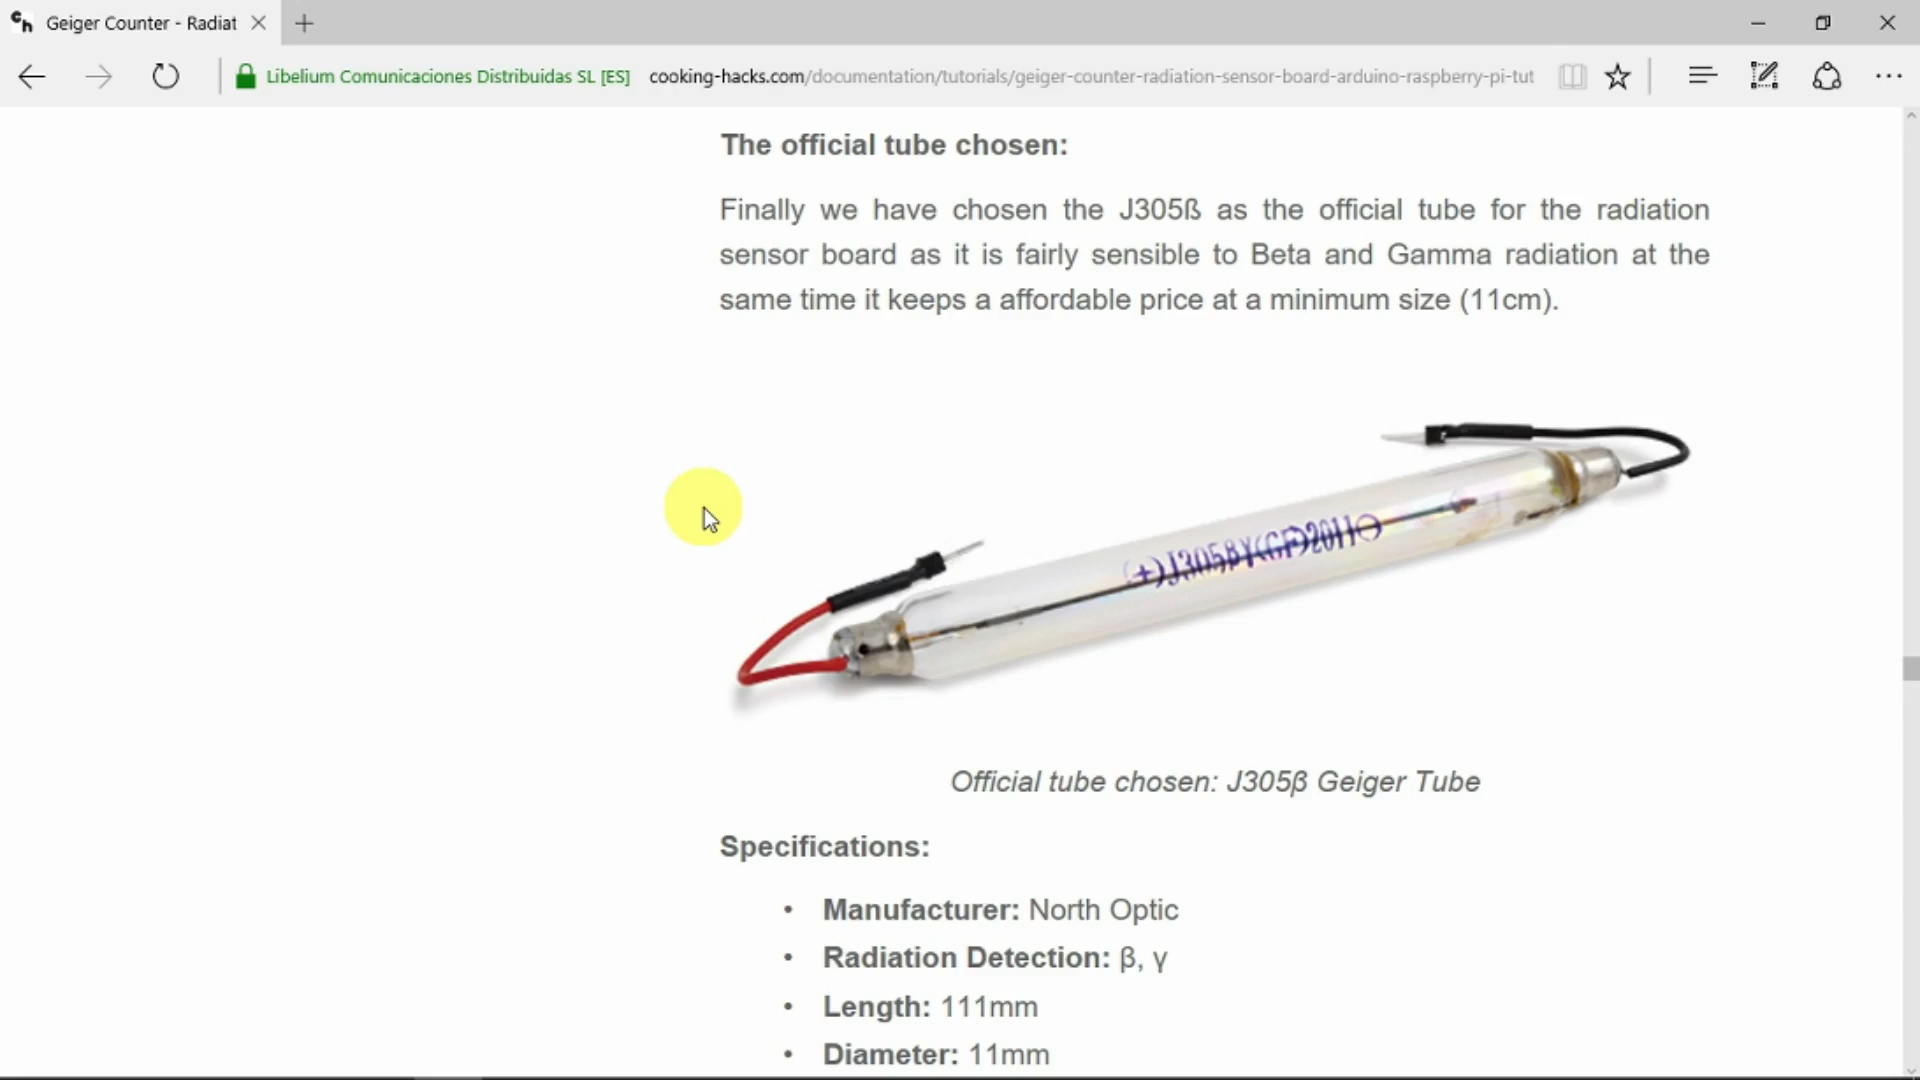 Geiger Counter - Radiat
Libelium Comunicaciones Distribuidas SL [ES] cooking-hacks.com/documentation/tutorials/geiger-counter-radiation-sensor-board-arduino-raspberry-pi-tut
The official tube chosen:
Finally we have chosen the J305ß as the official tube for the radiation
sensor board as it is fairly sensible to Beta and Gamma radiation at the
same time it keeps a affordable price at a minimum size (11cm).
(+)J305βγ(GF)2011⊖
Official tube chosen: J305β Geiger Tube
Specifications:
• Manufacturer: North Optic
• Radiation Detection: β, γ
• Length: 111mm
• Diameter: 11mm